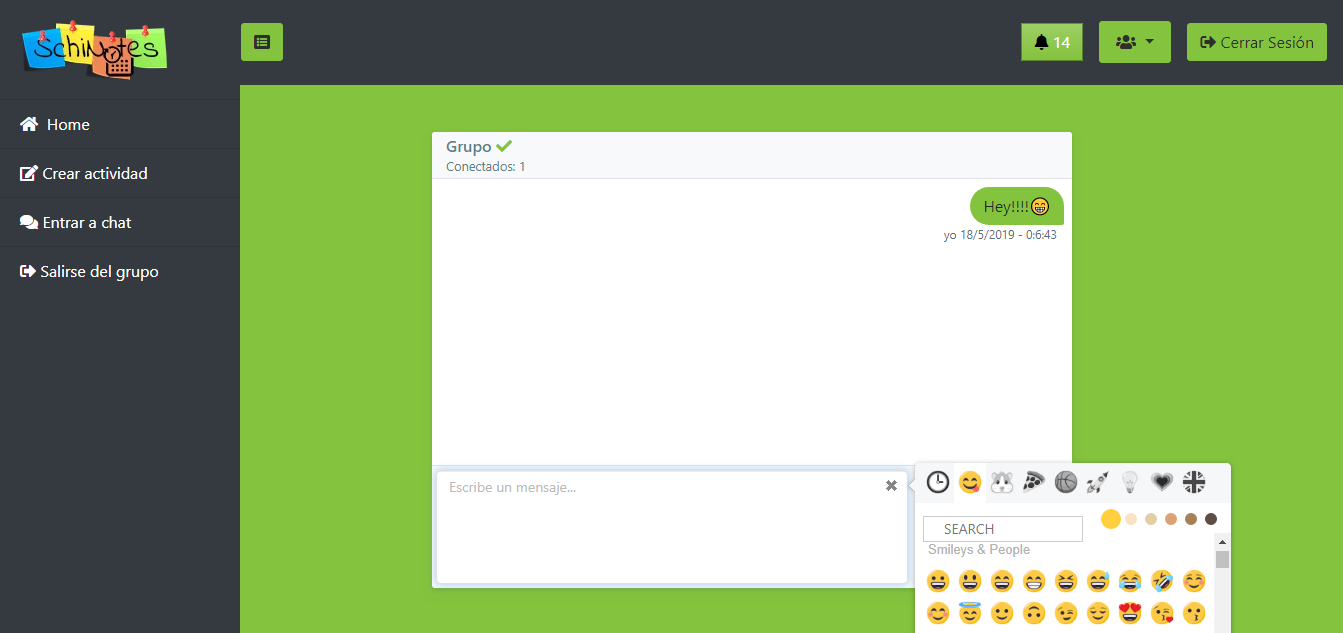 SchiNotes
14
Cerrar Sesión
Home
Crear actividad
Entrar a chat
Salirse del grupo
Grupo
Conectados: 1
Hey!!!!😁
yo 18/5/2019 - 0:6:43
Escribe un mensaje...
SEARCH
Smileys & People